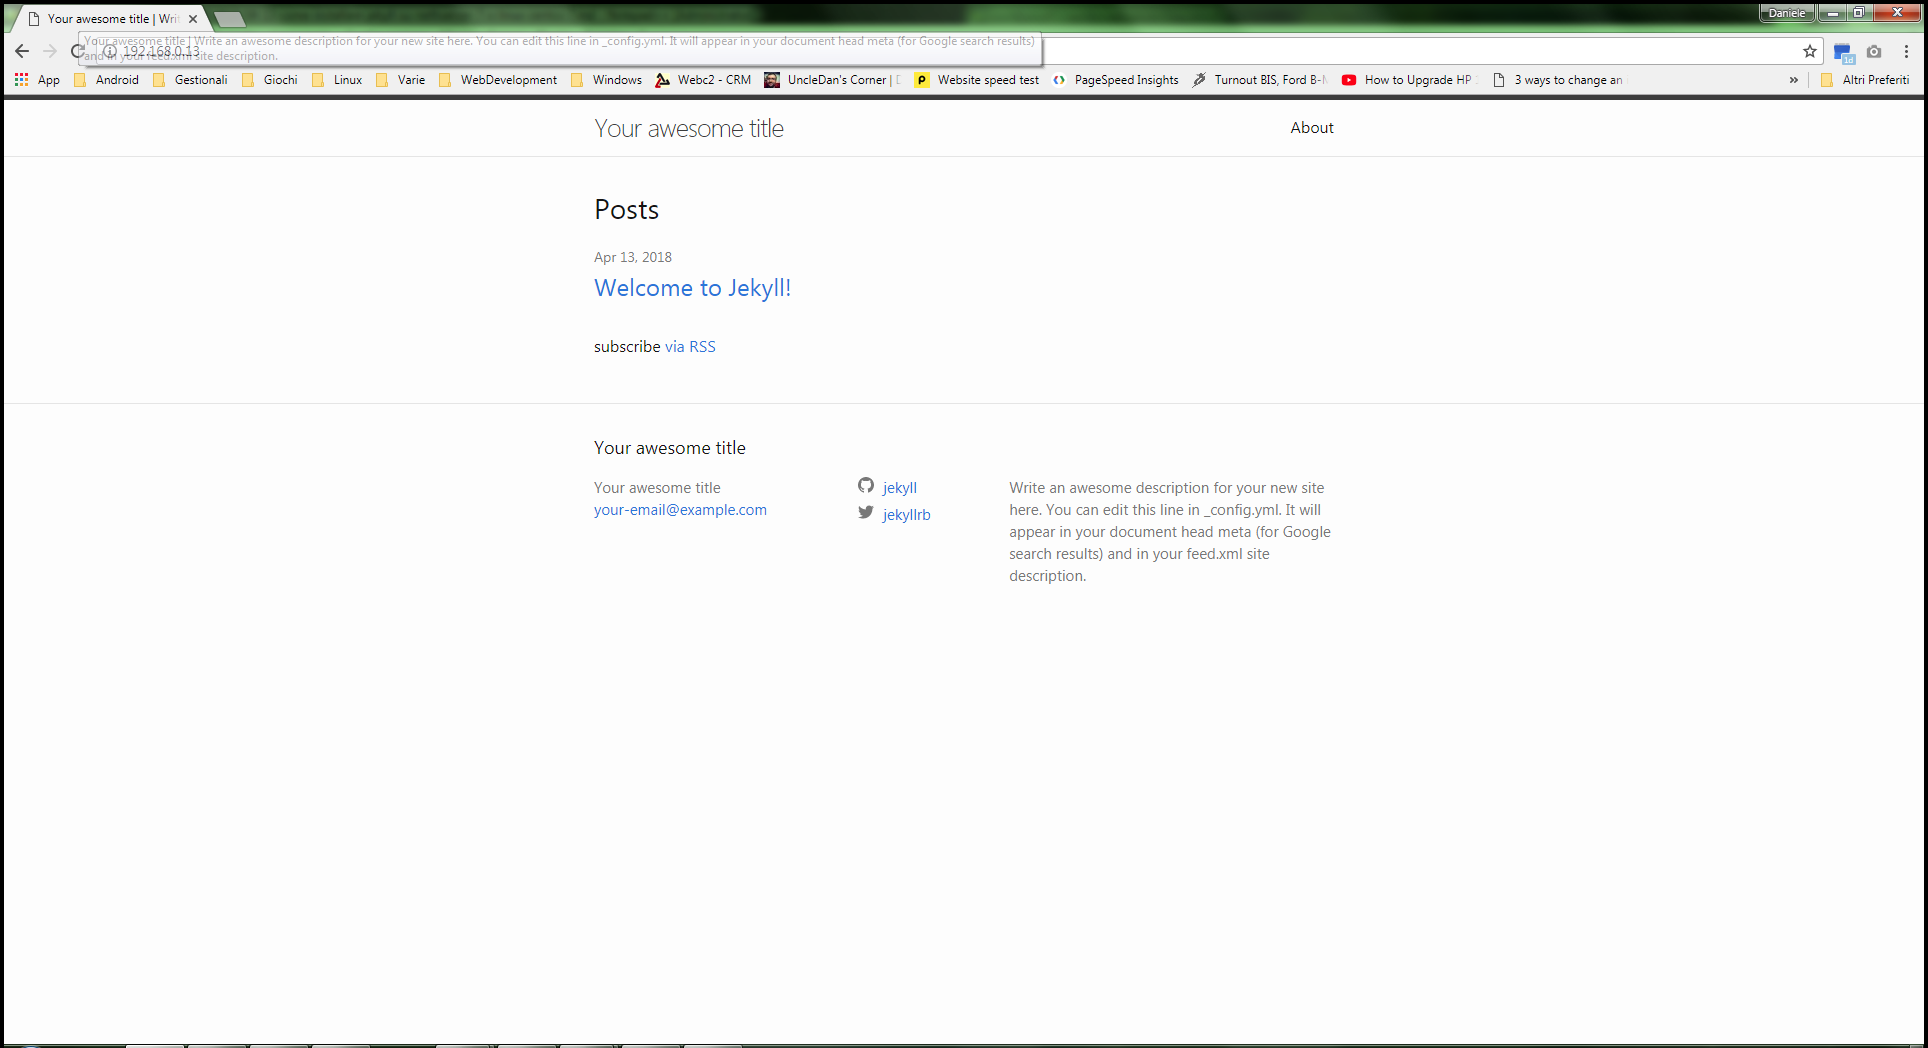 Your awesome title | Wri
Daniele
Your awesome title | Write an awesome description for your new site here. You can edit this line in _config.yml. It will appear in your document head meta (for Google search results)
and in your feed.xml site description.
192.168.0.13
1d
App Android Gestionali Giochi Linux Varie WebDevelopment Windows Webc2 - CRM UncleDan's Corner | D Website speed test PageSpeed Insights Turnout BIS, Ford B-M How to Upgrade HP 3 ways to change an » Altri Preferiti
Your awesome title About
Posts
Apr 13, 2018
Welcome to Jekyll!
subscribe via RSS
Your awesome title
Your awesome title
your-email@example.com
jekyll
jekyllrb
Write an awesome description for your new site
here. You can edit this line in _config.yml. It will
appear in your document head meta (for Google
search results) and in your feed.xml site
description.